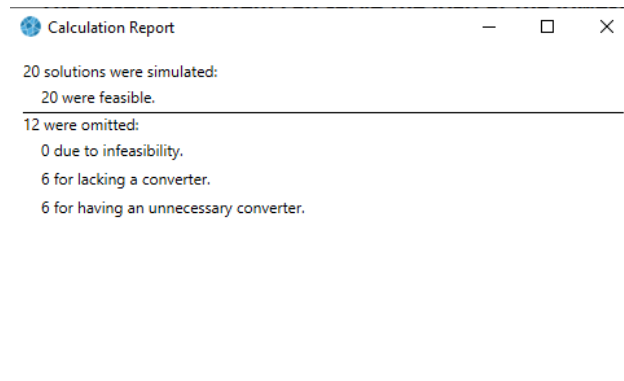 Calculation Report
20 solutions were simulated:
20 were feasible.
12 were omitted:
0 due to infeasibility.
6 for lacking a converter.
6 for having an unnecessary converter.